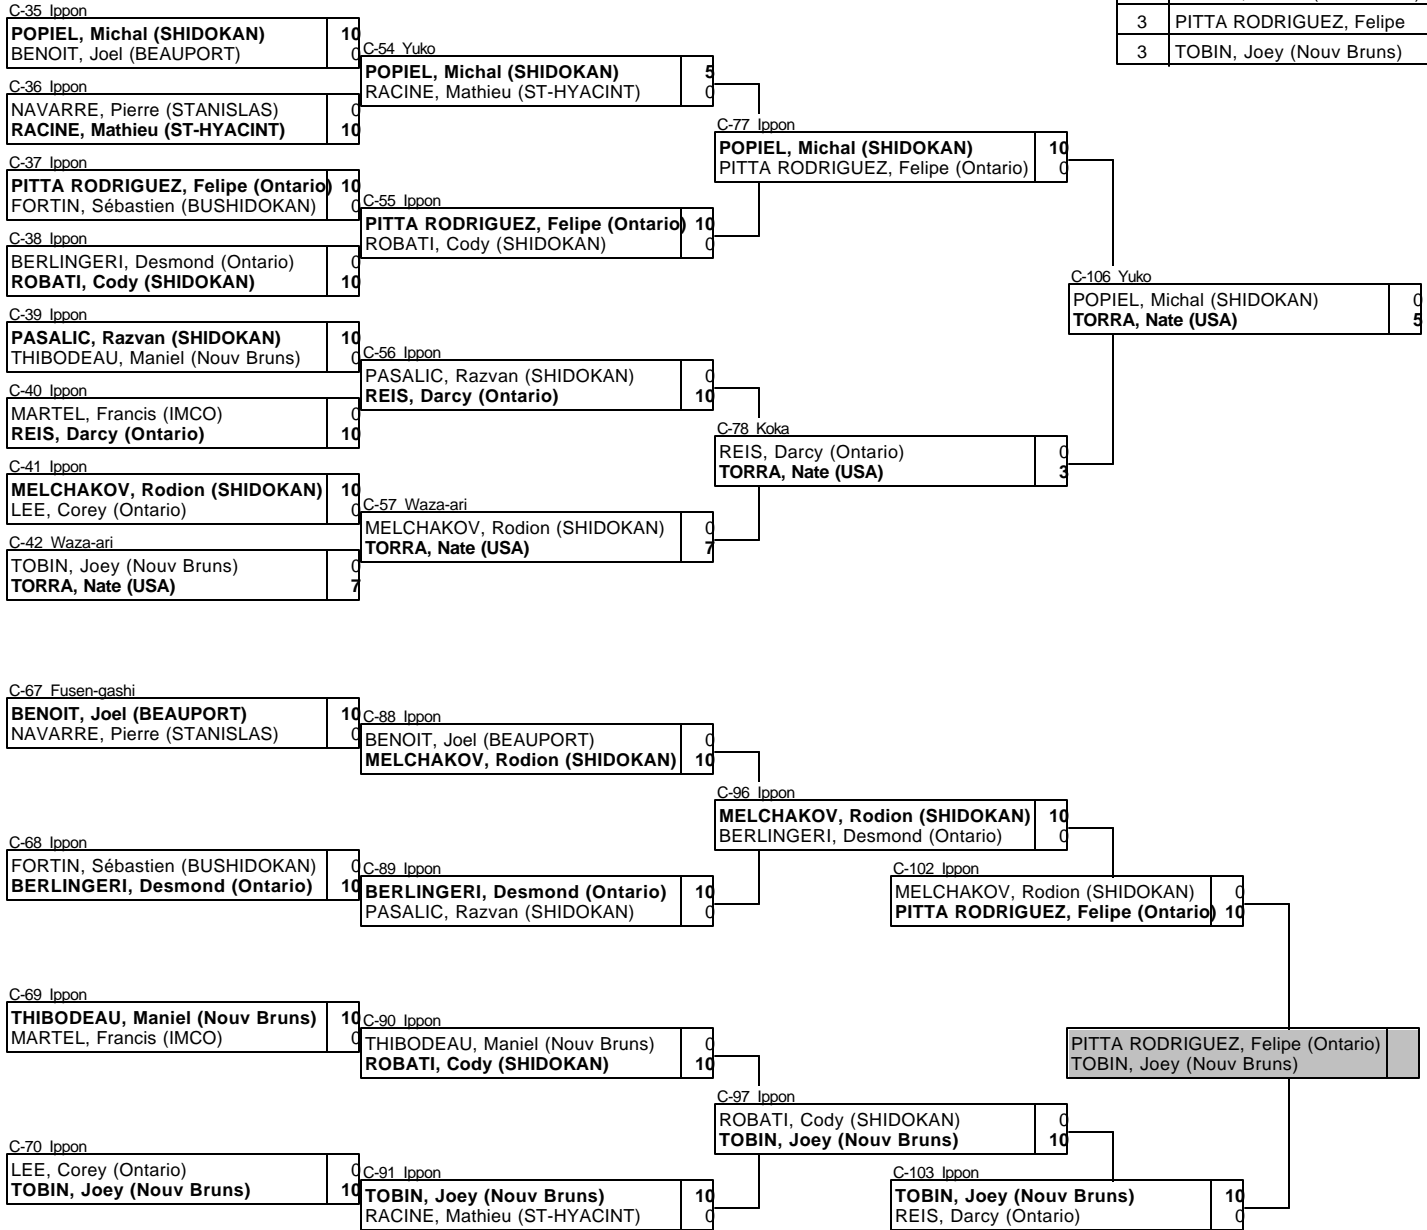 3 PITTA RODRIGUEZ, Felipe
3 TOBIN, Joey (Nouv Bruns)
C-35 Ippon
POPIEL, Michal (SHIDOKAN) 10
BENOIT, Joel (BEAUPORT) 0
C-36 Ippon
NAVARRE, Pierre (STANISLAS) 0
RACINE, Mathieu (ST-HYACINT) 10
C-37 Ippon
PITTA RODRIGUEZ, Felipe (Ontario) 10
FORTIN, Sébastien (BUSHIDOKAN) 0
C-38 Ippon
BERLINGERI, Desmond (Ontario) 0
ROBATI, Cody (SHIDOKAN) 10
C-39 Ippon
PASALIC, Razvan (SHIDOKAN) 10
THIBODEAU, Maniel (Nouv Bruns) 0
C-40 Ippon
MARTEL, Francis (IMCO) 0
REIS, Darcy (Ontario) 10
C-41 Ippon
MELCHAKOV, Rodion (SHIDOKAN) 10
LEE, Corey (Ontario) 0
C-42 Waza-ari
TOBIN, Joey (Nouv Bruns) 0
TORRA, Nate (USA) 7
C-54 Yuko
POPIEL, Michal (SHIDOKAN) 5
RACINE, Mathieu (ST-HYACINT) 0
C-55 Ippon
PITTA RODRIGUEZ, Felipe (Ontario) 10
ROBATI, Cody (SHIDOKAN) 0
C-56 Ippon
PASALIC, Razvan (SHIDOKAN) 0
REIS, Darcy (Ontario) 10
C-57 Waza-ari
MELCHAKOV, Rodion (SHIDOKAN) 0
TORRA, Nate (USA) 7
C-77 Ippon
POPIEL, Michal (SHIDOKAN) 10
PITTA RODRIGUEZ, Felipe (Ontario) 0
C-78 Koka
REIS, Darcy (Ontario) 0
TORRA, Nate (USA) 3
C-106 Yuko
POPIEL, Michal (SHIDOKAN) 0
TORRA, Nate (USA) 5
C-67 Fusen-gashi
BENOIT, Joel (BEAUPORT) 10
NAVARRE, Pierre (STANISLAS) 0
C-68 Ippon
FORTIN, Sébastien (BUSHIDOKAN) 0
BERLINGERI, Desmond (Ontario) 10
C-69 Ippon
THIBODEAU, Maniel (Nouv Bruns) 10
MARTEL, Francis (IMCO) 0
C-70 Ippon
LEE, Corey (Ontario) 0
TOBIN, Joey (Nouv Bruns) 10
C-88 Ippon
BENOIT, Joel (BEAUPORT) 0
MELCHAKOV, Rodion (SHIDOKAN) 10
C-89 Ippon
BERLINGERI, Desmond (Ontario) 10
PASALIC, Razvan (SHIDOKAN) 0
C-90 Ippon
THIBODEAU, Maniel (Nouv Bruns) 0
ROBATI, Cody (SHIDOKAN) 10
C-91 Ippon
TOBIN, Joey (Nouv Bruns) 10
RACINE, Mathieu (ST-HYACINT) 0
C-96 Ippon
MELCHAKOV, Rodion (SHIDOKAN) 10
BERLINGERI, Desmond (Ontario) 0
C-97 Ippon
ROBATI, Cody (SHIDOKAN) 0
TOBIN, Joey (Nouv Bruns) 10
C-102 Ippon
MELCHAKOV, Rodion (SHIDOKAN) 0
PITTA RODRIGUEZ, Felipe (Ontario) 10
C-103 Ippon
TOBIN, Joey (Nouv Bruns) 10
REIS, Darcy (Ontario) 0
PITTA RODRIGUEZ, Felipe (Ontario)
TOBIN, Joey (Nouv Bruns)